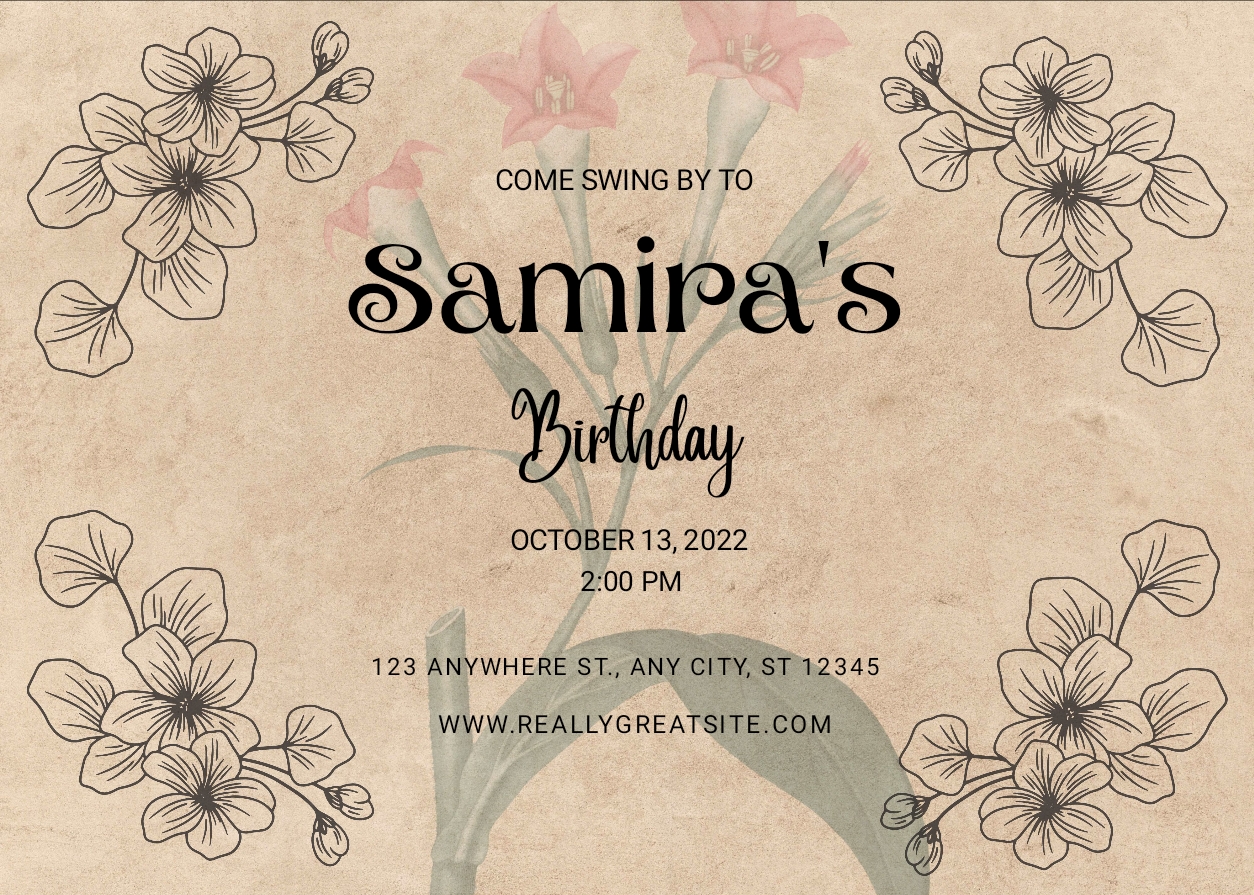 COME SWING BY TO
Samira's
Birthday
OCTOBER 13, 2022
2:00 PM
123 ANYWHERE ST., ANY CITY, ST 12345
WWW.REALLYGREATSITE.COM